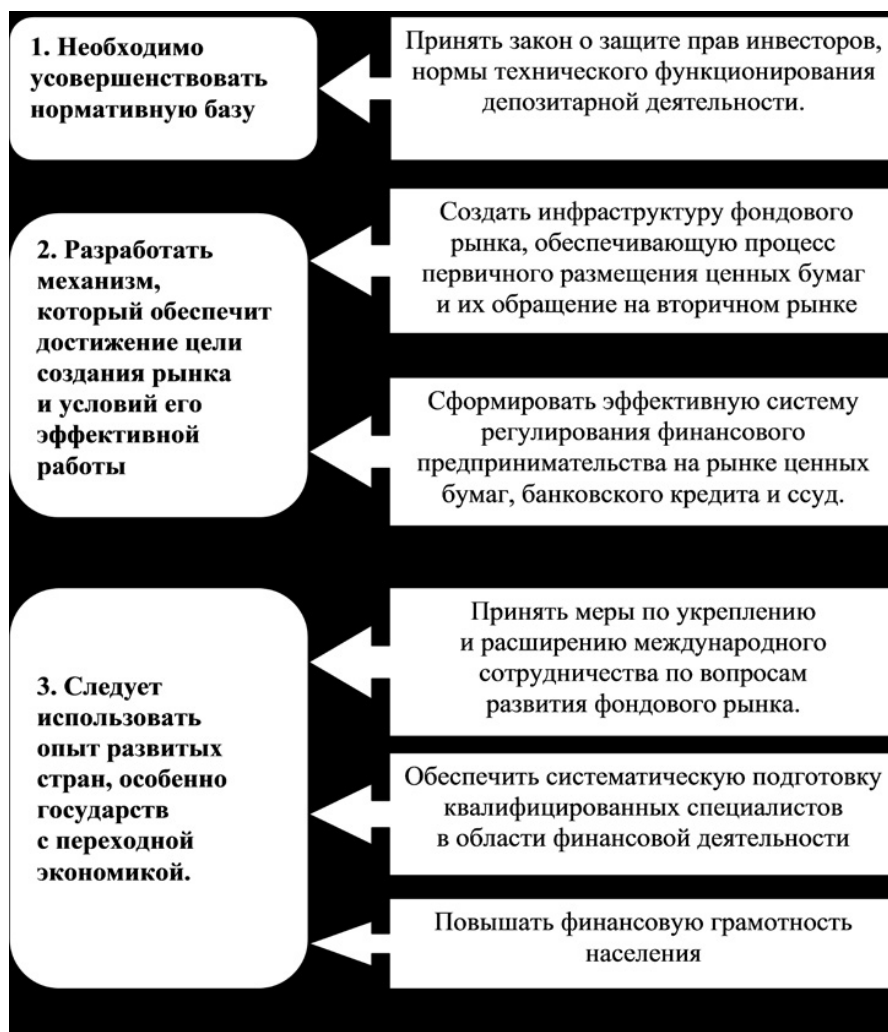 1. Необходимо
усовершенствовать
нормативную базу
Принять закон о защите прав инвесторов,
нормы технического функционирования
депозитарной деятельности.
2. Разработать
механизм,
который обеспечит
достижение цели
создания рынка
и условий его
эффективной
работы
Создать инфраструктуру фондового
рынка, обеспечивающую процесс
первичного размещения ценных бумаг
и их обращение на вторичном рынке
Сформировать эффективную систему
регулирования финансового
предпринимательства на рынке ценных
бумаг, банковского кредита и ссуд.
3. Следует
использовать
опыт развитых
стран, особенно
государств
с переходной
экономикой.
Принять меры по укреплению
и расширению международного
сотрудничества по вопросам
развития фондового рынка.
Обеспечить систематическую подготовку
квалифицированных специалистов
в области финансовой деятельности
Повышать финансовую грамотность
населения